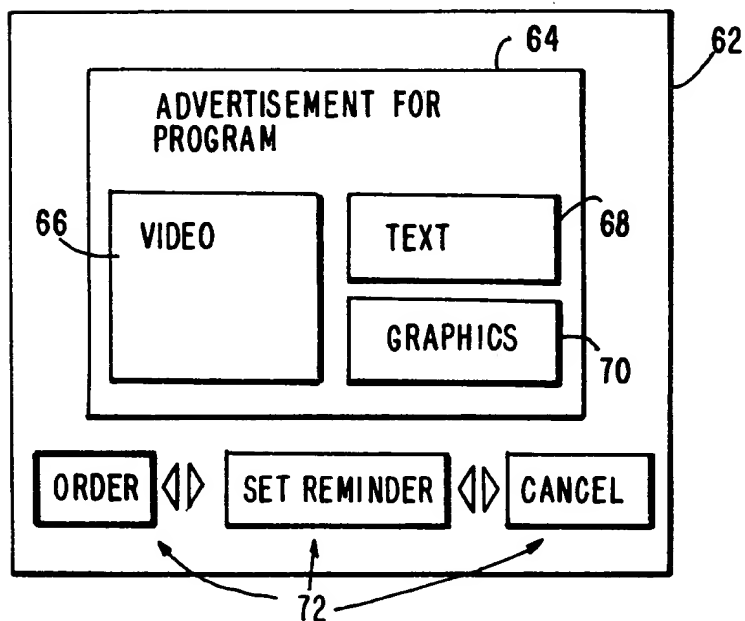 64
62
ADVERTISEMENT FOR
PROGRAM
66
VIDEO
TEXT
68
GRAPHICS
70
ORDER
SET REMINDER
CANCEL
72